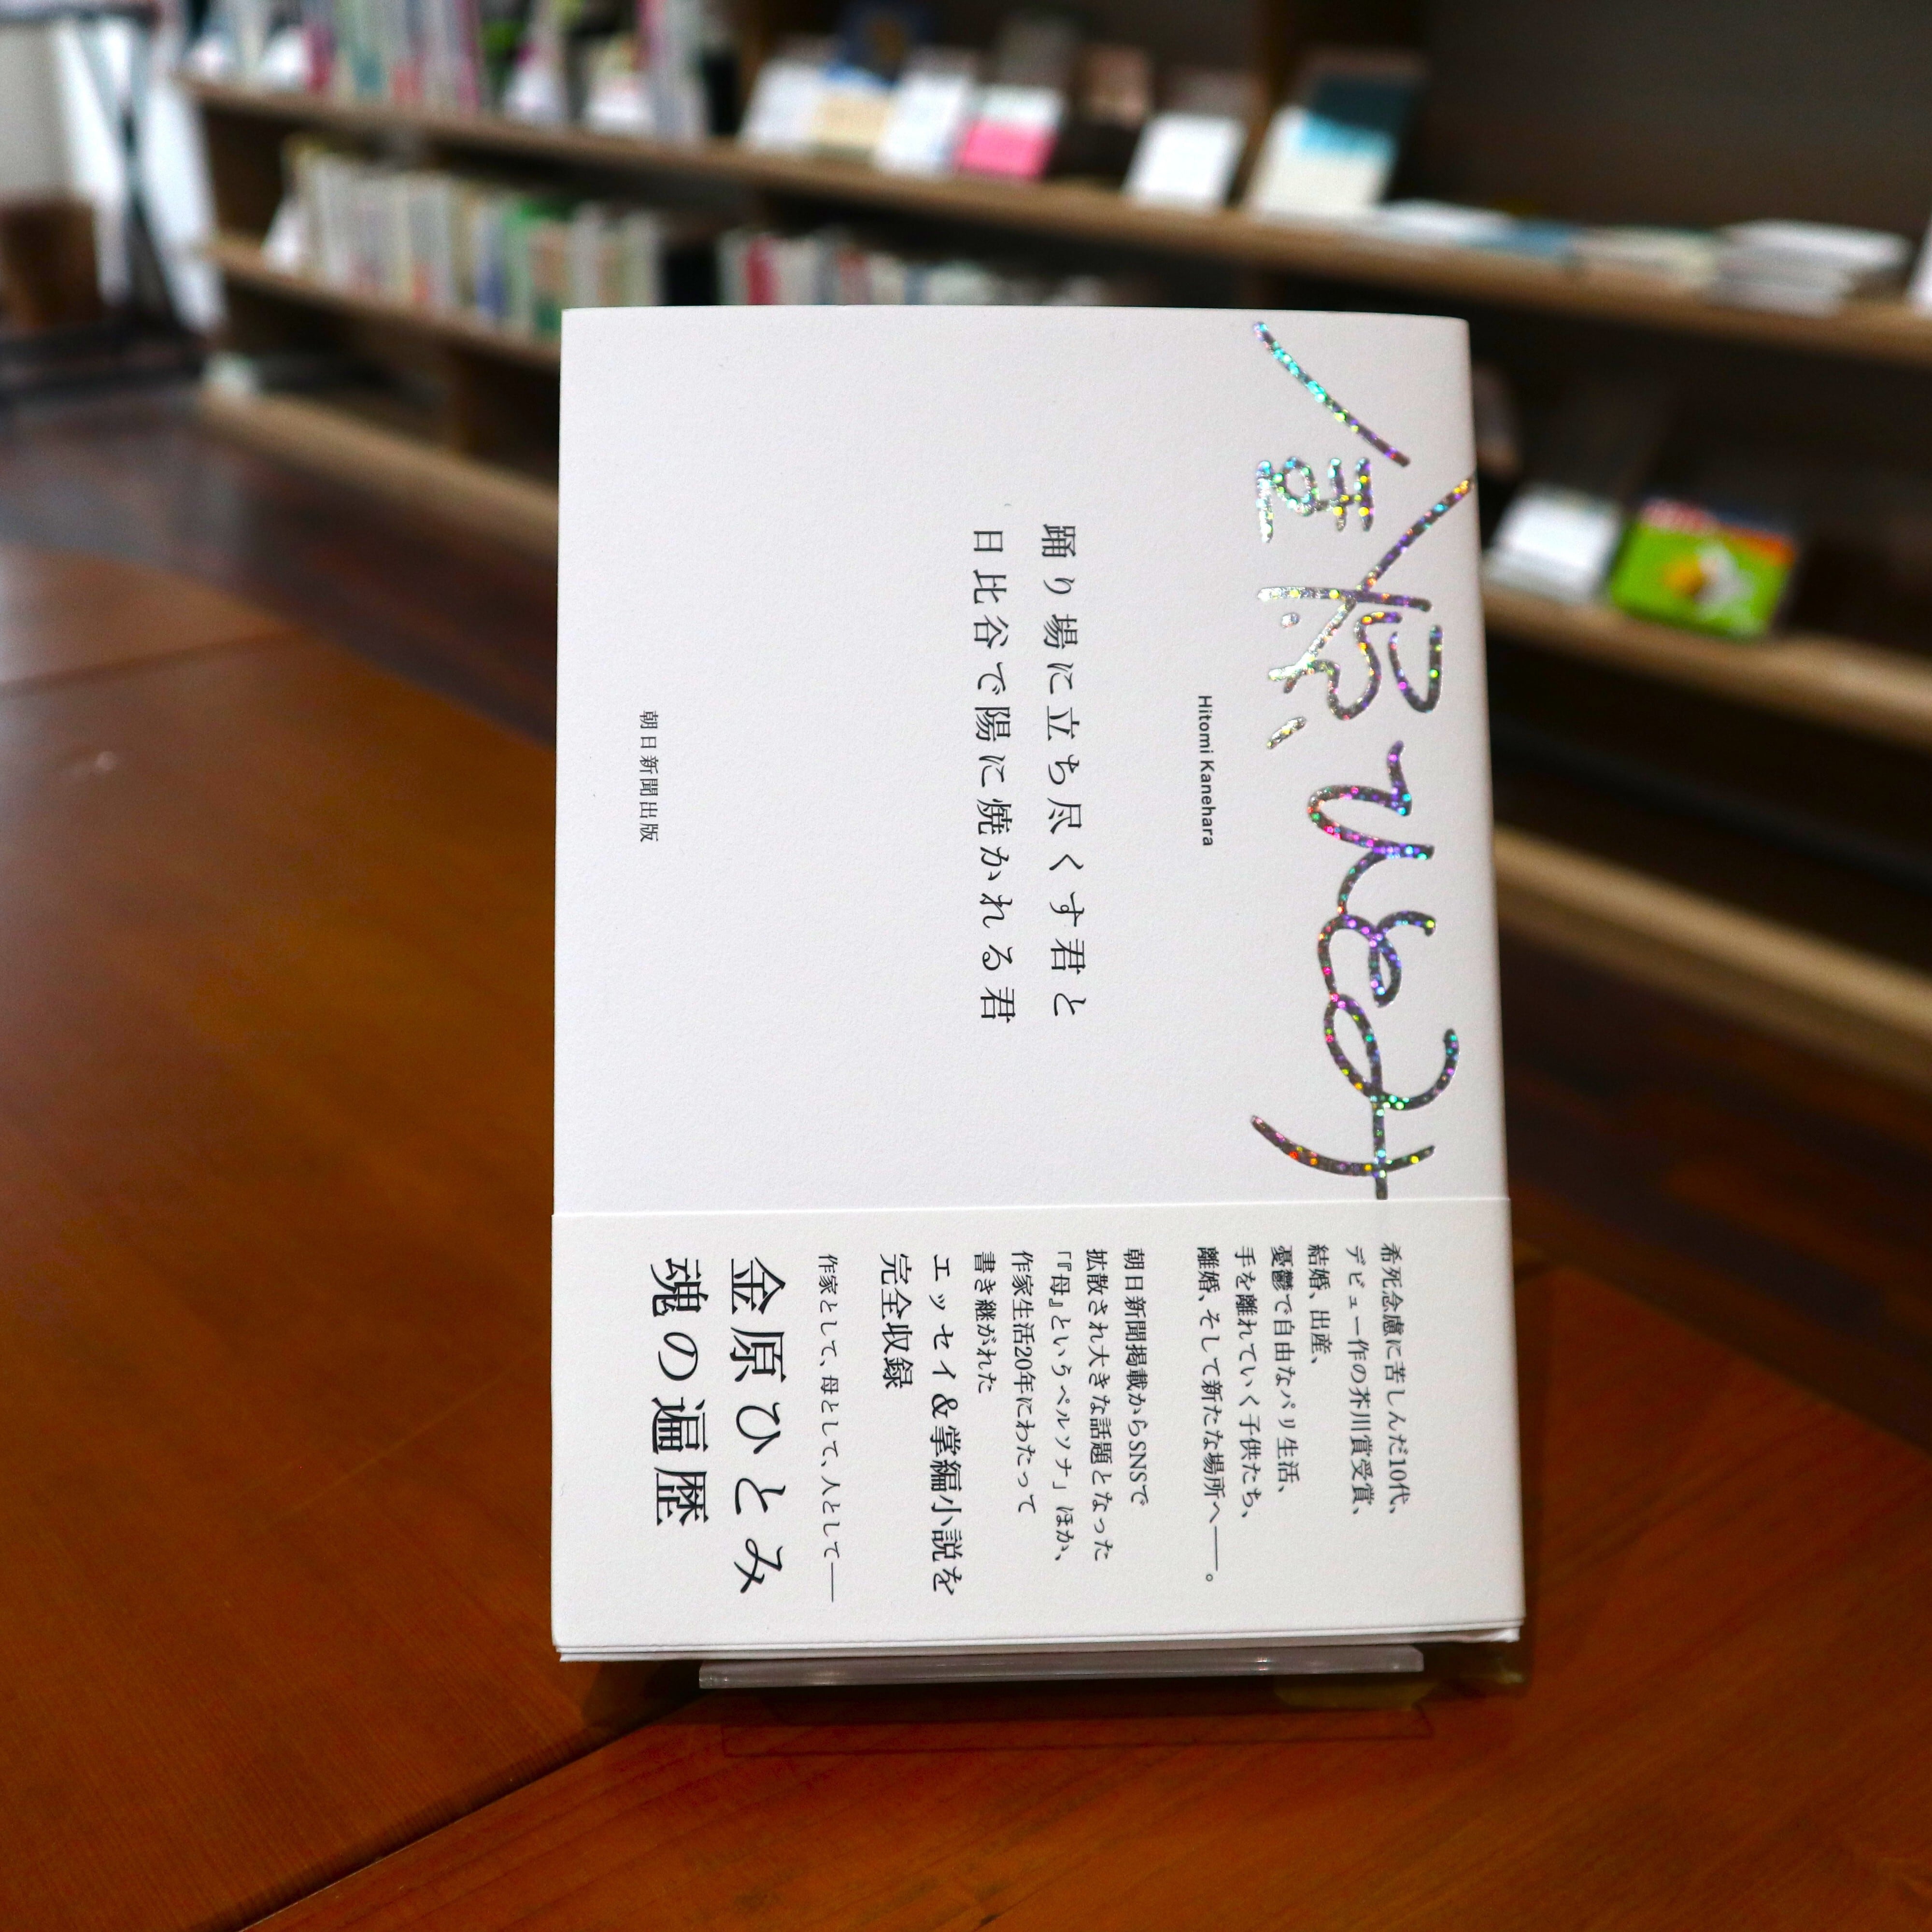 金原ひとみ
Hitomi Kanehara
踊り場に立ち尽くす君と
日比谷で陽に焼かれる君
朝日新聞出版
希死念慮に苦しんだ10代、
デビュー作の芥川賞受賞、
結婚、出産、
憂鬱で自由なパリ生活、
手を離れていく子供たち、
離婚、そして新たな場所へ――。
朝日新聞掲載からSNSで
拡散され大きな話題となった
「『母』というペルソナ」ほか、
作家生活20年にわたって
書き継がれた
エッセイ&掌編小説を
完全収録
作家として、母として、人として――
金原ひとみ
魂の遍歴